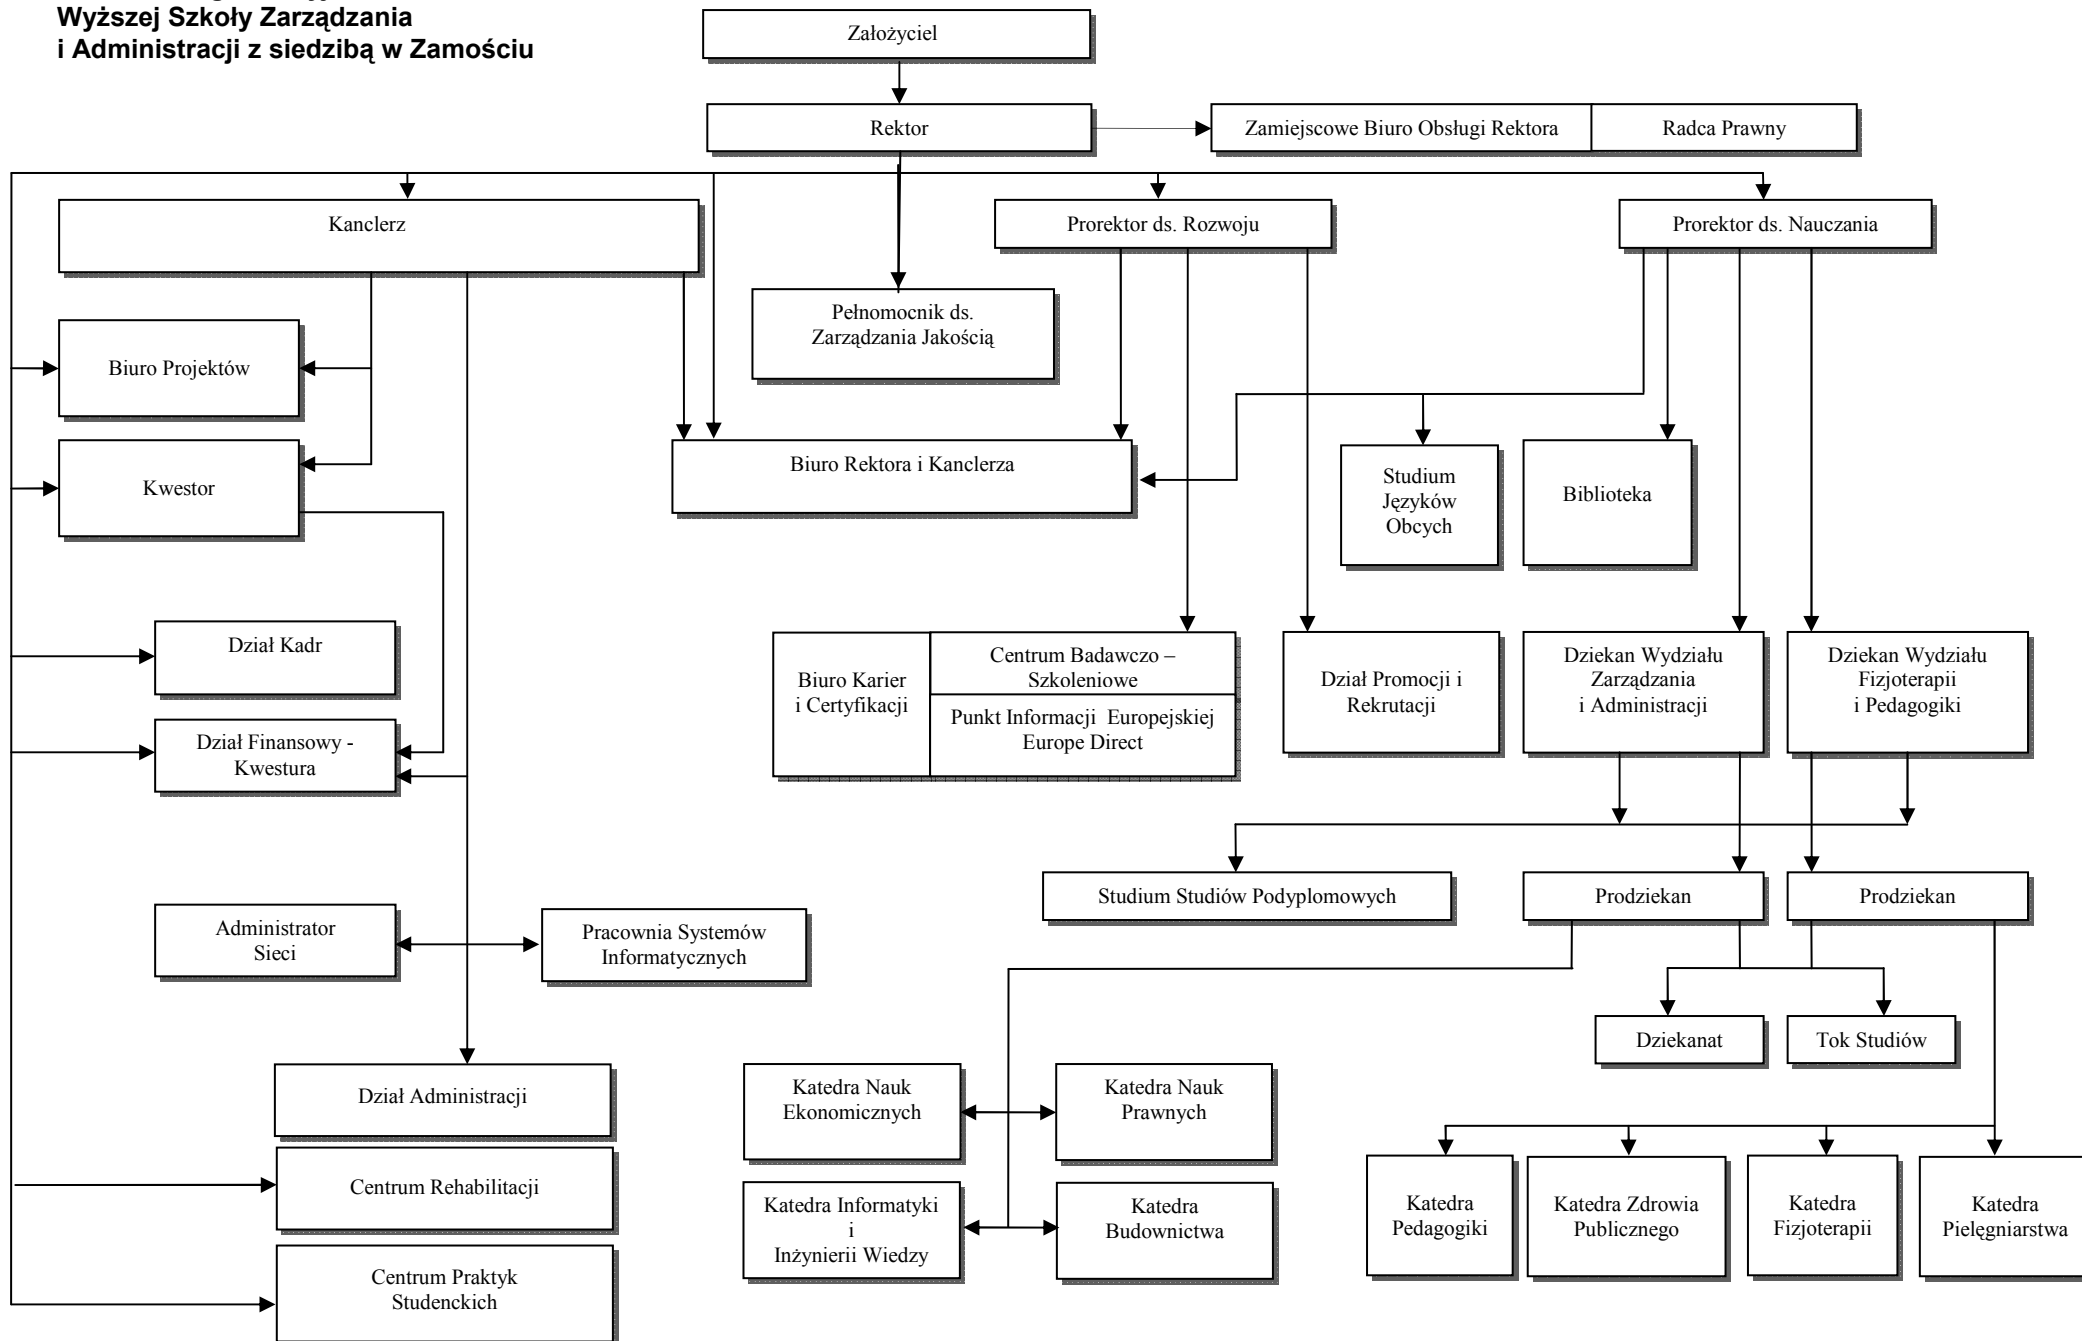 Wyższej Szkoły Zarządzania
i Administracji z siedzibą w Zamościu
Założyciel
Rektor
Zamiejscowe Biuro Obsługi Rektora
Radca Prawny
Kanclerz
Prorektor ds. Rozwoju
Prorektor ds. Nauczania
Pełnomocnik ds.
Zarządzania Jakością
Biuro Projektów
Kwestor
Biuro Rektora i Kanclerza
Studium
Języków
Obcych
Biblioteka
Dział Kadr
Biuro Karier
i Certyfikacji
Centrum Badawczo –
Szkoleniowe
Punkt Informacji  Europejskiej
Europe Direct
Dział Promocji i
Rekrutacji
Dziekan Wydziału
Zarządzania
i Administracji
Dziekan Wydziału
Fizjoterapii
i Pedagogiki
Dział Finansowy -
Kwestura
Studium Studiów Podyplomowych
Prodziekan
Prodziekan
Administrator
Sieci
Pracownia Systemów
Informatycznych
Dziekanat
Tok Studiów
Dział Administracji
Katedra Nauk
Ekonomicznych
Katedra Nauk
Prawnych
Centrum Rehabilitacji
Katedra Informatyki
i
Inżynierii Wiedzy
Katedra
Budownictwa
Katedra
Pedagogiki
Katedra Zdrowia
Publicznego
Katedra
Fizjoterapii
Katedra
Pielęgniarstwa
Centrum Praktyk
Studenckich